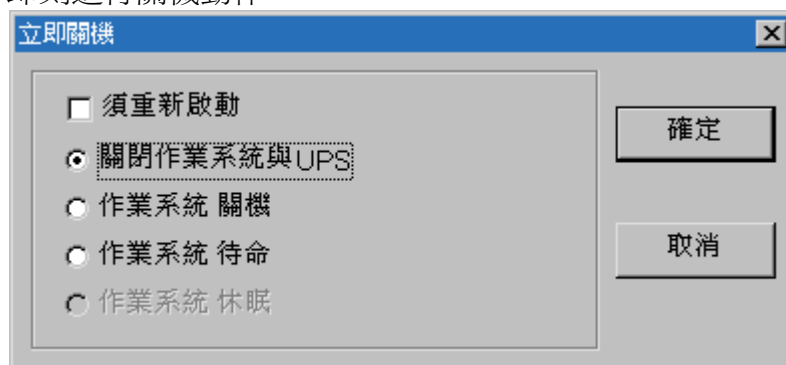 立即關機
須重新啟動
關閉作業系統與UPS
作業系統 關機
作業系統 待命
作業系統 休眠
確定
取消